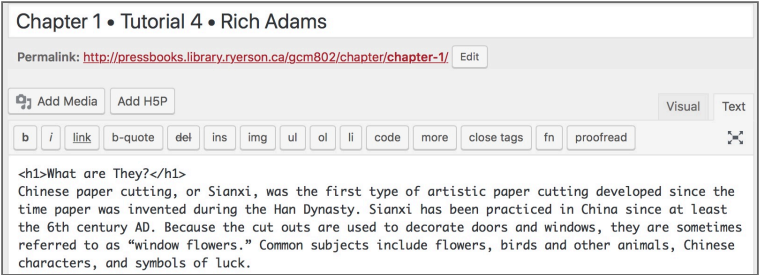 Chapter 1 • Tutorial 4 • Rich Adams
Permalink: http://pressbooks.library.ryerson.ca/gcm802/chapter/chapter-1/ Edit
Add Media Add H5P Visual Text
b i link b-quote del ins img ul ol li code more close tags fn proofread
<h1>What are They?</h1>
Chinese paper cutting, or Sianxi, was the first type of artistic paper cutting developed since the
time paper was invented during the Han Dynasty. Sianxi has been practiced in China since at least
the 6th century AD. Because the cut outs are used to decorate doors and windows, they are sometimes
referred to as “window flowers.” Common subjects include flowers, birds and other animals, Chinese
characters, and symbols of luck.